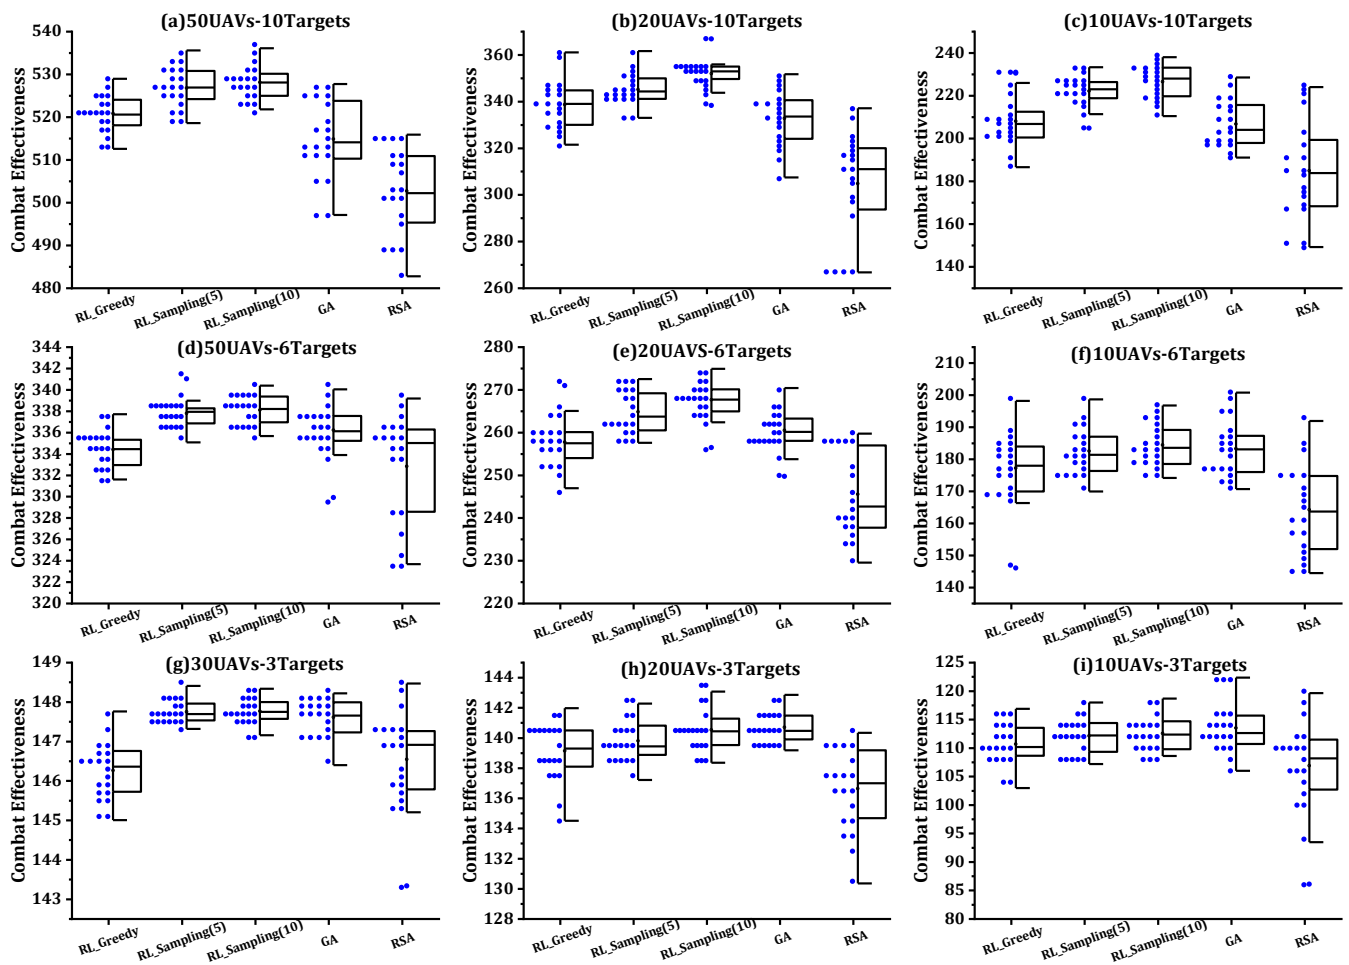 (a)50UAVs-10Targets
Combat Effectiveness
540
530
520
510
500
490
480
RL_Greedy
RL_Sampling(5)
RL_Sampling(10)
GA
RSA
(b)20UAVs-10Targets
Combat Effectiveness
360
340
320
300
280
260
RL_Greedy
RL_Sampling(5)
RL_Sampling(10)
GA
RSA
(c)10UAVs-10Targets
Combat Effectiveness
240
220
200
180
160
140
130
RL_Greedy
RL_Sampling(5)
RL_Sampling(10)
GA
RSA
(d)50UAVs-6Targets
Combat Effectiveness
344
342
340
338
336
334
332
330
328
326
324
322
320
RL_Greedy
RL_Sampling(5)
RL_Sampling(10)
GA
RSA
(e)20UAVS-6Targets
Combat Effectiveness
280
270
260
250
240
230
220
RL_Greedy
RL_Sampling(5)
RL_Sampling(10)
GA
RSA
(f)10UAVs-6Targets
Combat Effectiveness
210
200
190
180
170
160
150
140
RL_Greedy
RL_Sampling(5)
RL_Sampling(10)
GA
RSA
(g)30UAVs-3Targets
Combat Effectiveness
149
148
147
146
145
144
143
RL_Greedy
RL_Sampling(5)
RL_Sampling(10)
GA
RSA
(h)20UAVs-3Targets
Combat Effectiveness
144
142
140
138
136
134
132
130
128
RL_Greedy
RL_Sampling(5)
RL_Sampling(10)
GA
RSA
(i)10UAVs-3Targets
Combat Effectiveness
125
120
115
110
105
100
95
90
85
80
RL_Greedy
RL_Sampling(5)
RL_Sampling(10)
GA
RSA